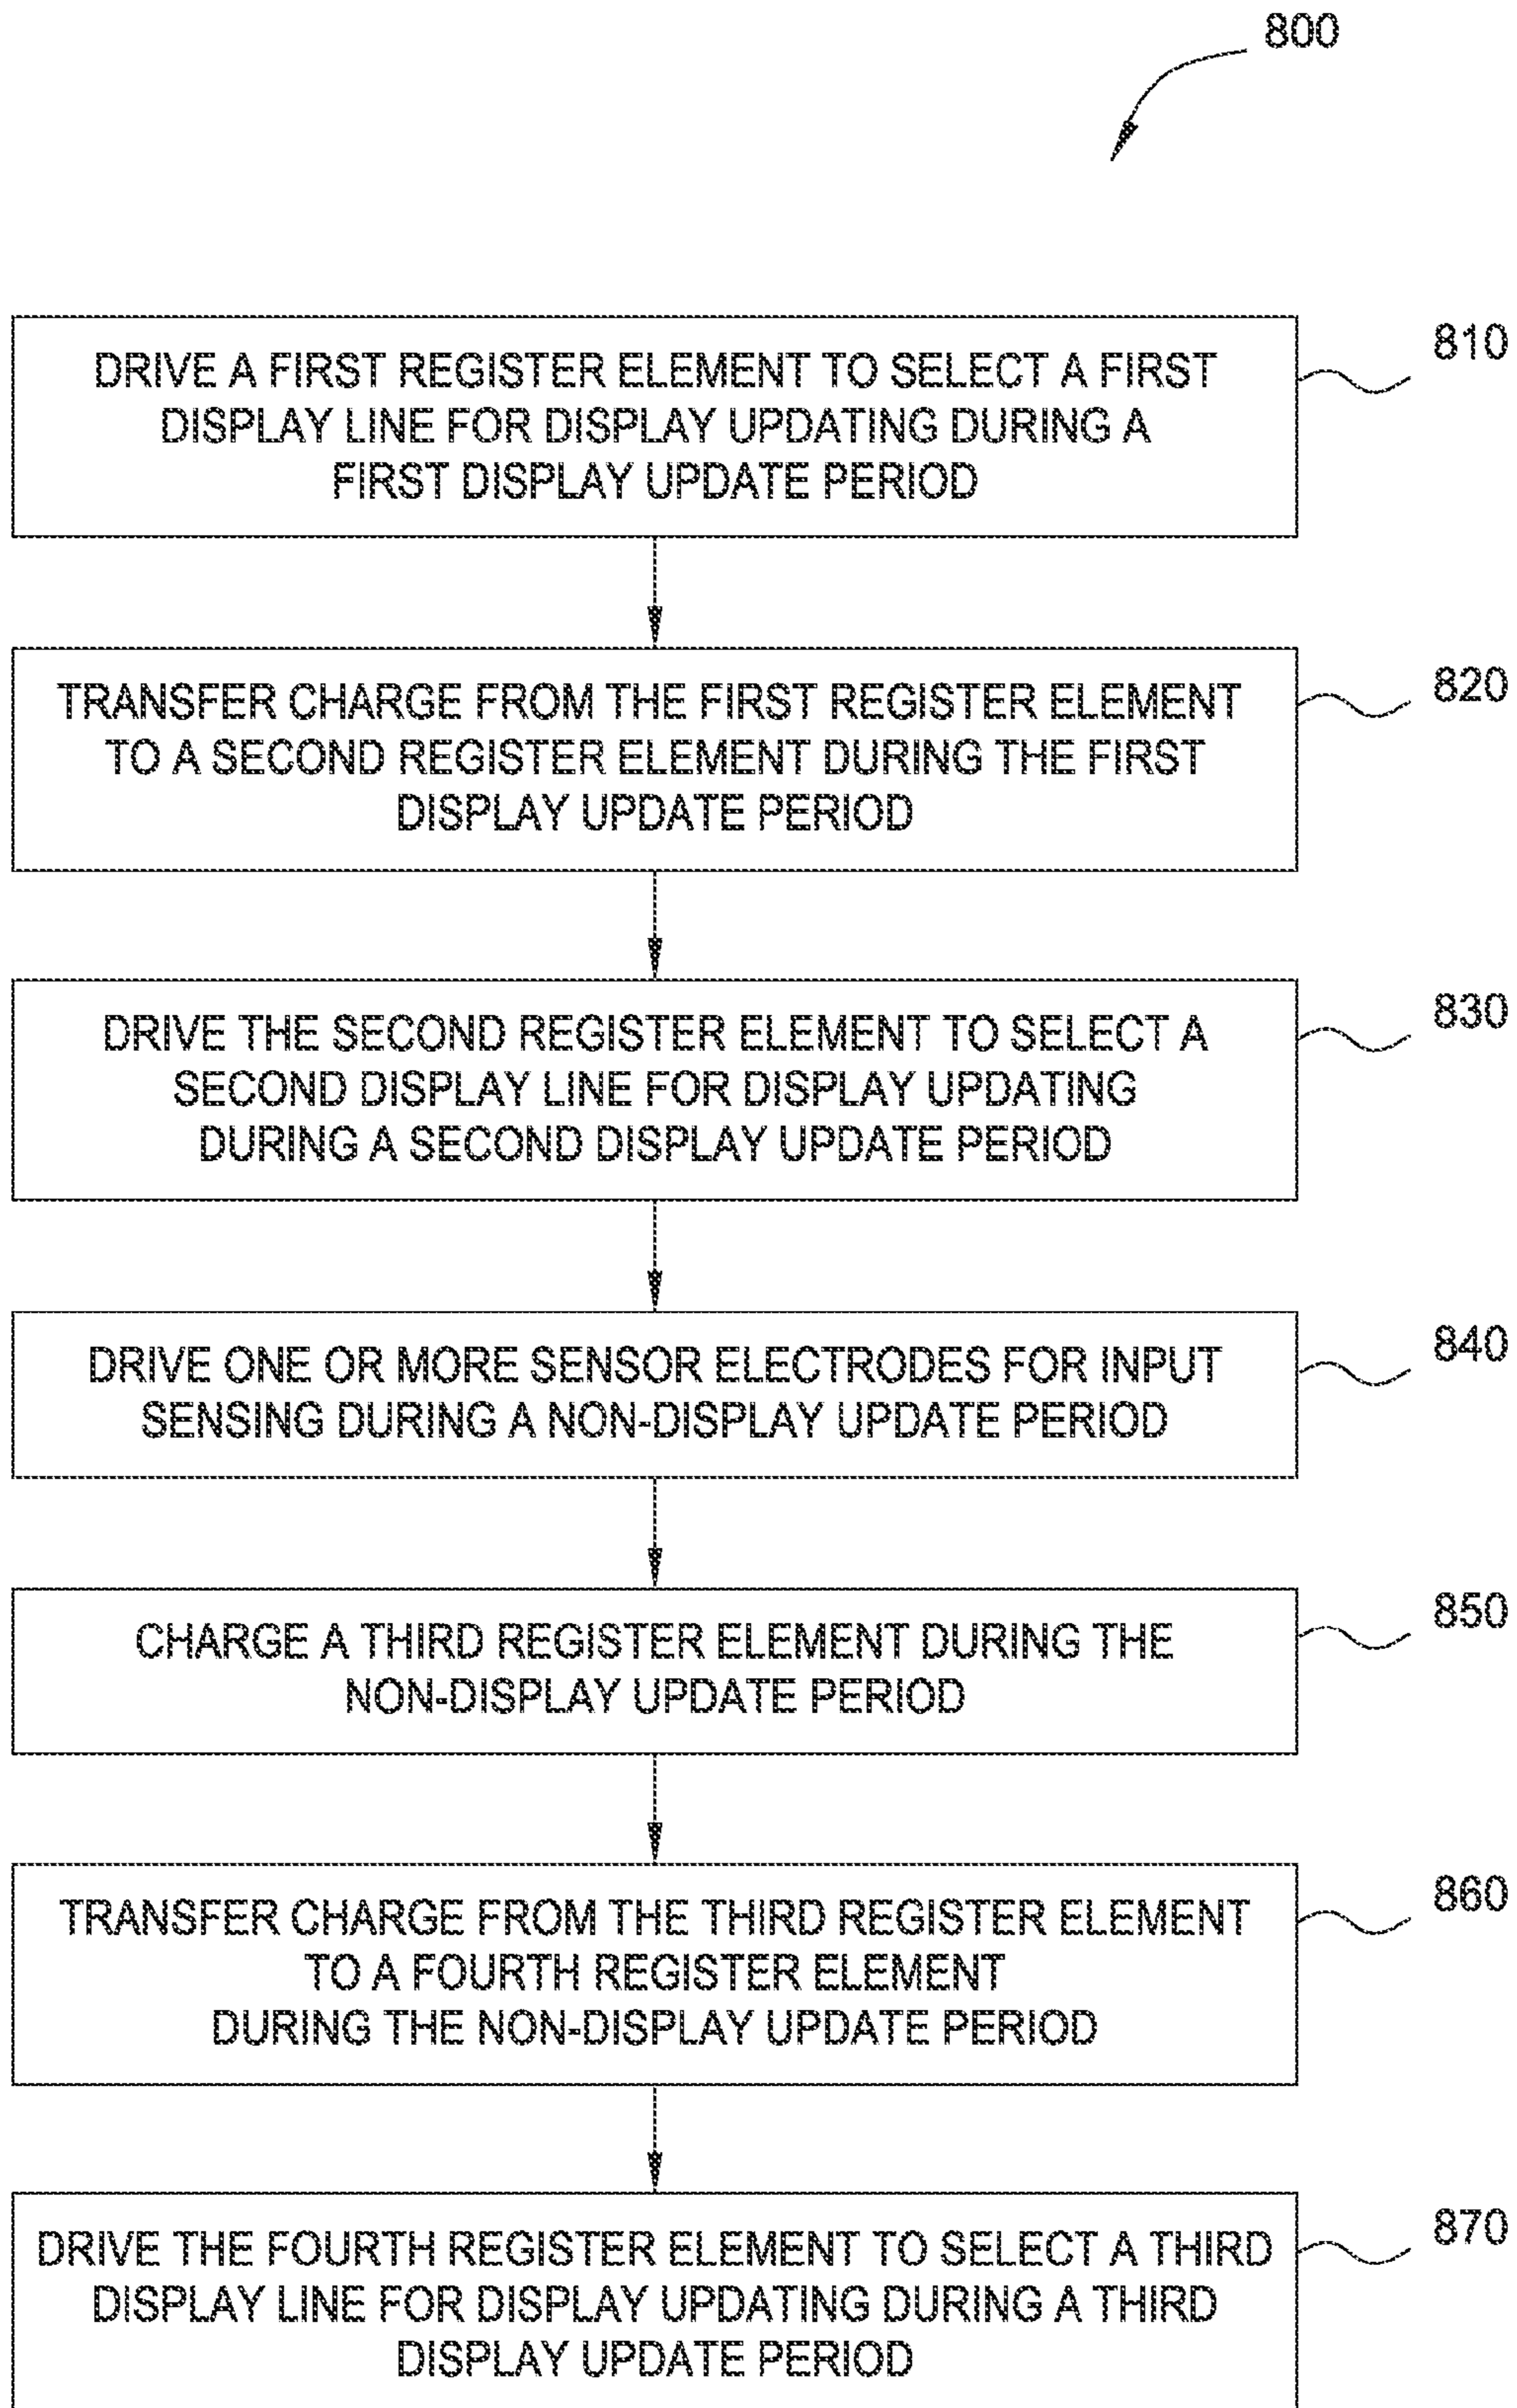 800
DRIVE A FIRST REGISTER ELEMENT TO SELECT A FIRST
DISPLAY LINE FOR DISPLAY UPDATING DURING A
FIRST DISPLAY UPDATE PERIOD
810
TRANSFER CHARGE FROM THE FIRST REGISTER ELEMENT
TO A SECOND REGISTER ELEMENT DURING THE FIRST
DISPLAY UPDATE PERIOD
820
DRIVE THE SECOND REGISTER ELEMENT TO SELECT A
SECOND DISPLAY LINE FOR DISPLAY UPDATING
DURING A SECOND DISPLAY UPDATE PERIOD
830
DRIVE ONE OR MORE SENSOR ELECTRODES FOR INPUT
SENSING DURING A NON-DISPLAY UPDATE PERIOD
840
CHARGE A THIRD REGISTER ELEMENT DURING THE
NON-DISPLAY UPDATE PERIOD
850
TRANSFER CHARGE FROM THE THIRD REGISTER ELEMENT
TO A FOURTH REGISTER ELEMENT
DURING THE NON-DISPLAY UPDATE PERIOD
860
DRIVE THE FOURTH REGISTER ELEMENT TO SELECT A THIRD
DISPLAY LINE FOR DISPLAY UPDATING DURING A THIRD
DISPLAY UPDATE PERIOD
870